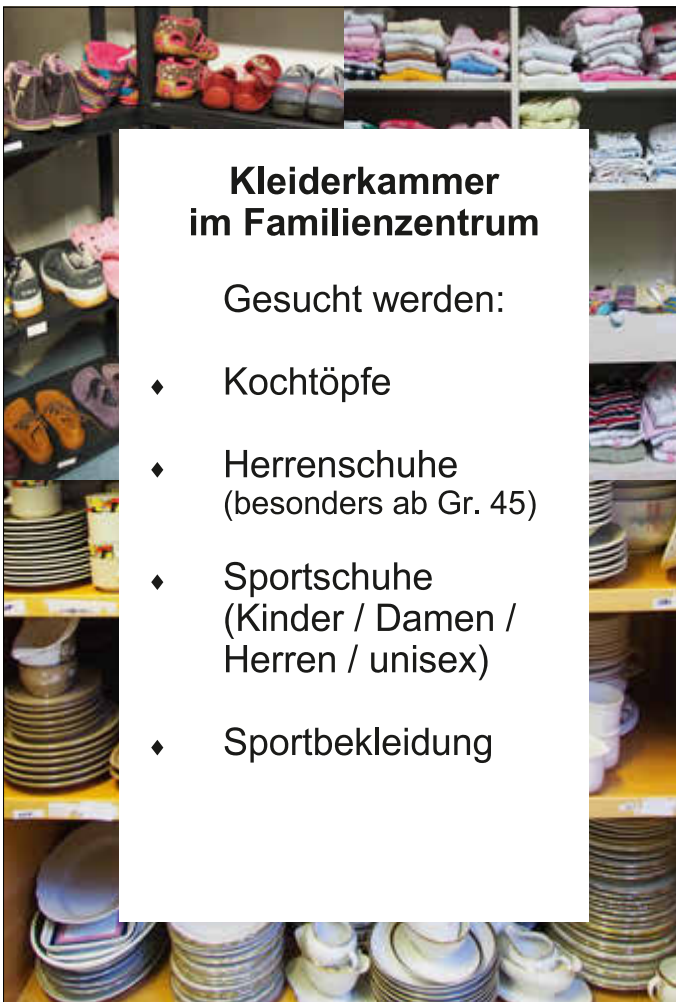 Kleiderkammer
im Familienzentrum
Gesucht werden:
♦ Kochtöpfe
♦ Herrenschuhe
(besonders ab Gr. 45)
♦ Sportschuhe
(Kinder / Damen /
Herren / unisex)
♦ Sportbekleidung